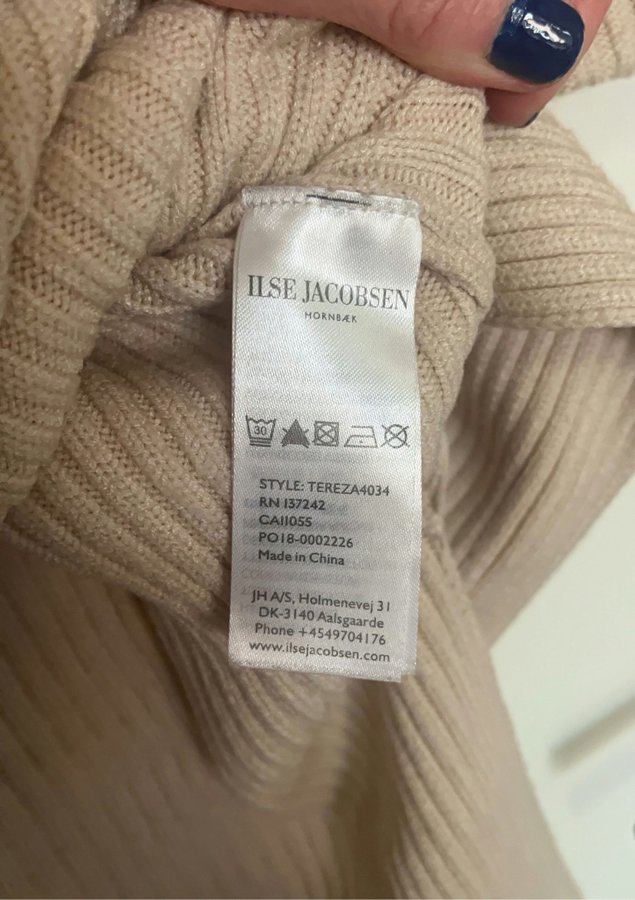 ILSE JACOBSEN
HORNBÆK
30
STYLE: TEREZA4034
RN 137242
CA11055
PO18-0002226
Made in China
JH A/S, Holmenevej 31
DK-3140 Aalsgaarde
Phone +4549704176
www.ilsejacobsen.com